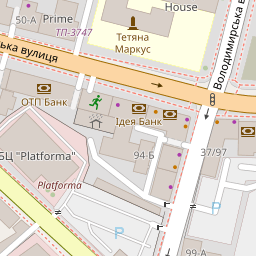 50-А
Prime
House
ТП-3747
Тетяна
Маркус
ська вулиця
Володимирська в
ОТП Банк
Ідея Банк
БЦ "Platforma"
94-Б
37/97
Platforma
P
P
99-А